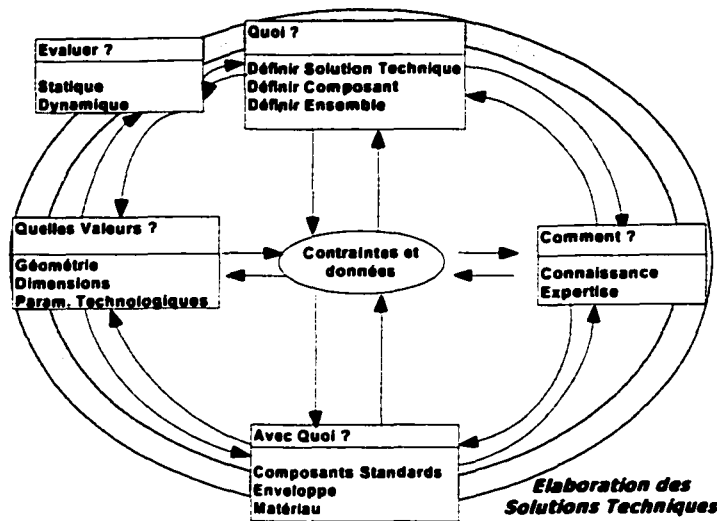 Quoi ?
Définir Solution Technique
Définir Composant
Définir Ensemble
Evaluer ?
Statique
Dynamique
Quelles Valeurs ?
Géométrie
Dimensions
Param. Technologiques
Contraintes et
données
Comment ?
Connaissance
Expertise
Avec Quoi ?
Composants Standards
Enveloppe
Matériau
Elaboration des
Solutions Techniques